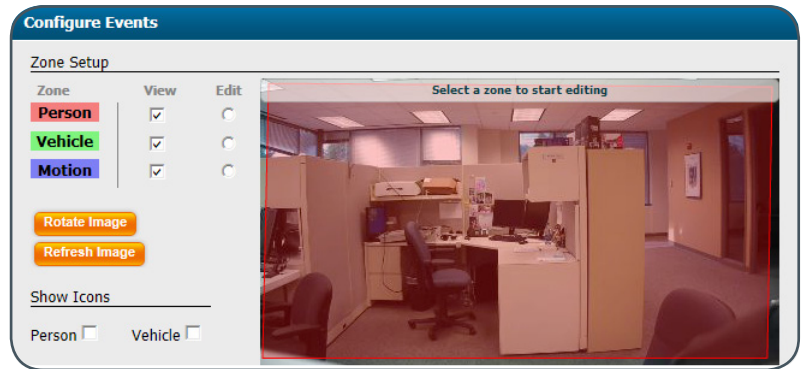 Configure Events
Zone Setup
Zone View Edit
Select a zone to start editing
Person
Vehicle
Motion
Rotate Image
Refresh Image
Show Icons
Person Vehicle